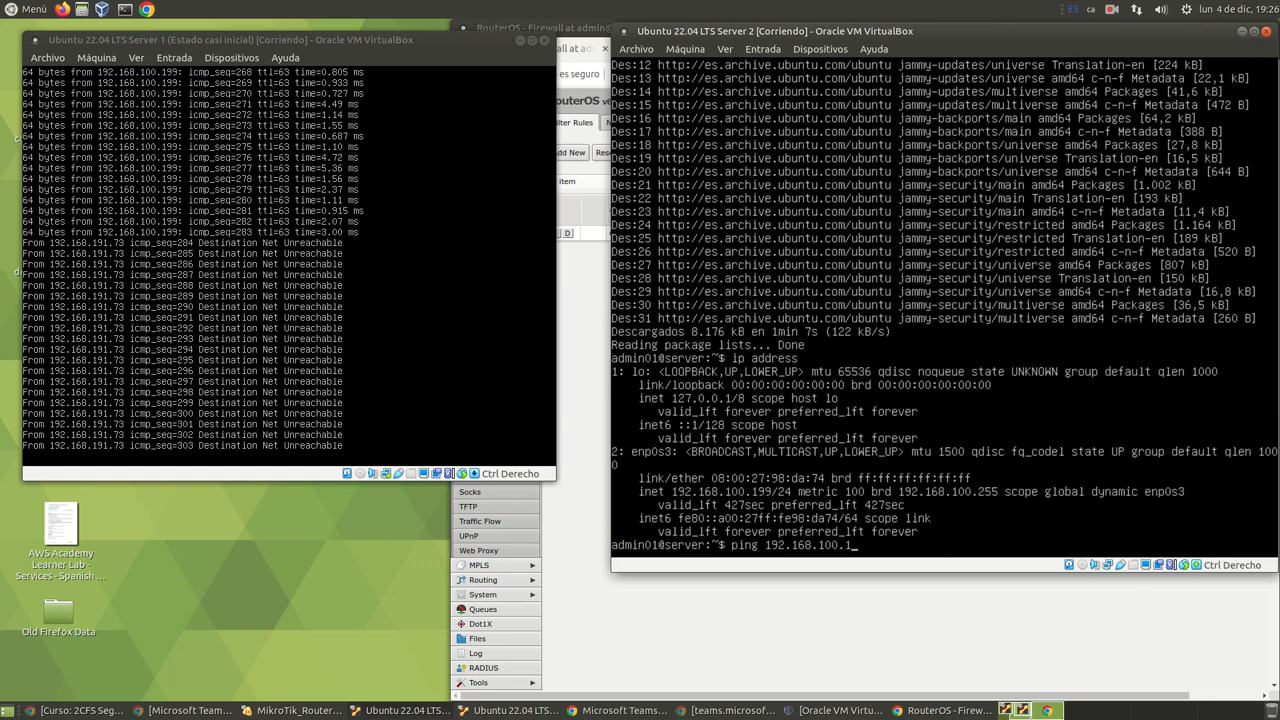 Menú
ES
ca
lun 4 de dic, 19:26
RouterOS - Firewall at admin@
Ubuntu 22.04 LTS Server 1 (Estado casi inicial) [Corriendo] - Oracle VM VirtualBox
Archivo Máquina Ver Entrada Dispositivos Ayuda
64 bytes from 192.168.100.199: icmp_seq=268 ttl=63 time=0.805 ms
64 bytes from 192.168.100.199: icmp_seq=269 ttl=63 time=0.933 ms
64 bytes from 192.168.100.199: icmp_seq=270 ttl=63 time=0.727 ms
64 bytes from 192.168.100.199: icmp_seq=271 ttl=63 time=4.49 ms
64 bytes from 192.168.100.199: icmp_seq=272 ttl=63 time=1.14 ms
64 bytes from 192.168.100.199: icmp_seq=273 ttl=63 time=1.55 ms
64 bytes from 192.168.100.199: icmp_seq=274 ttl=63 time=0.687 ms
64 bytes from 192.168.100.199: icmp_seq=275 ttl=63 time=1.10 ms
64 bytes from 192.168.100.199: icmp_seq=276 ttl=63 time=4.72 ms
64 bytes from 192.168.100.199: icmp_seq=277 ttl=63 time=5.36 ms
64 bytes from 192.168.100.199: icmp_seq=278 ttl=63 time=1.56 ms
64 bytes from 192.168.100.199: icmp_seq=279 ttl=63 time=2.37 ms
64 bytes from 192.168.100.199: icmp_seq=280 ttl=63 time=1.11 ms
64 bytes from 192.168.100.199: icmp_seq=281 ttl=63 time=0.915 ms
64 bytes from 192.168.100.199: icmp_seq=282 ttl=63 time=2.07 ms
64 bytes from 192.168.100.199: icmp_seq=283 ttl=63 time=3.00 ms
From 192.168.191.73 icmp_seq=284 Destination Net Unreachable
From 192.168.191.73 icmp_seq=285 Destination Net Unreachable
From 192.168.191.73 icmp_seq=286 Destination Net Unreachable
From 192.168.191.73 icmp_seq=287 Destination Net Unreachable
From 192.168.191.73 icmp_seq=288 Destination Net Unreachable
From 192.168.191.73 icmp_seq=289 Destination Net Unreachable
From 192.168.191.73 icmp_seq=290 Destination Net Unreachable
From 192.168.191.73 icmp_seq=291 Destination Net Unreachable
From 192.168.191.73 icmp_seq=292 Destination Net Unreachable
From 192.168.191.73 icmp_seq=293 Destination Net Unreachable
From 192.168.191.73 icmp_seq=294 Destination Net Unreachable
From 192.168.191.73 icmp_seq=295 Destination Net Unreachable
From 192.168.191.73 icmp_seq=296 Destination Net Unreachable
From 192.168.191.73 icmp_seq=297 Destination Net Unreachable
From 192.168.191.73 icmp_seq=298 Destination Net Unreachable
From 192.168.191.73 icmp_seq=299 Destination Net Unreachable
From 192.168.191.73 icmp_seq=300 Destination Net Unreachable
From 192.168.191.73 icmp_seq=301 Destination Net Unreachable
From 192.168.191.73 icmp_seq=302 Destination Net Unreachable
From 192.168.191.73 icmp_seq=303 Destination Net Unreachable
Ctrl Derecho
all at admin
es seguro
outerOS ve
ilter Rules
dd New
Rese
item
D
Ubuntu 22.04 LTS Server 2 [Corriendo] - Oracle VM VirtualBox
Archivo Máquina Ver Entrada Dispositivos Ayuda
Des:12 http://es.archive.ubuntu.com/ubuntu jammy-updates/universe Translation-en [224 kB]
Des:13 http://es.archive.ubuntu.com/ubuntu jammy-updates/universe amd64 c-n-f Metadata [22,1 kB]
Des:14 http://es.archive.ubuntu.com/ubuntu jammy-updates/multiverse amd64 Packages [41,6 kB]
Des:15 http://es.archive.ubuntu.com/ubuntu jammy-updates/multiverse amd64 c-n-f Metadata [472 B]
Des:16 http://es.archive.ubuntu.com/ubuntu jammy-backports/main amd64 Packages [64,2 kB]
Des:17 http://es.archive.ubuntu.com/ubuntu jammy-backports/main amd64 c-n-f Metadata [388 B]
Des:18 http://es.archive.ubuntu.com/ubuntu jammy-backports/universe amd64 Packages [27,8 kB]
Des:19 http://es.archive.ubuntu.com/ubuntu jammy-backports/universe Translation-en [16,5 kB]
Des:20 http://es.archive.ubuntu.com/ubuntu jammy-backports/universe amd64 c-n-f Metadata [644 B]
Des:21 http://es.archive.ubuntu.com/ubuntu jammy-security/main amd64 Packages [1.002 kB]
Des:22 http://es.archive.ubuntu.com/ubuntu jammy-security/main Translation-en [193 kB]
Des:23 http://es.archive.ubuntu.com/ubuntu jammy-security/main amd64 c-n-f Metadata [11,4 kB]
Des:24 http://es.archive.ubuntu.com/ubuntu jammy-security/restricted amd64 Packages [1.164 kB]
Des:25 http://es.archive.ubuntu.com/ubuntu jammy-security/restricted Translation-en [189 kB]
Des:26 http://es.archive.ubuntu.com/ubuntu jammy-security/restricted amd64 c-n-f Metadata [520 B]
Des:27 http://es.archive.ubuntu.com/ubuntu jammy-security/universe amd64 Packages [807 kB]
Des:28 http://es.archive.ubuntu.com/ubuntu jammy-security/universe Translation-en [150 kB]
Des:29 http://es.archive.ubuntu.com/ubuntu jammy-security/universe amd64 c-n-f Metadata [16,8 kB]
Des:30 http://es.archive.ubuntu.com/ubuntu jammy-security/multiverse amd64 Packages [36,5 kB]
Des:31 http://es.archive.ubuntu.com/ubuntu jammy-security/multiverse amd64 c-n-f Metadata [260 B]
Descargados 8.176 kB en 1min 7s (122 kB/s)
Reading package lists... Done
admin01@server:~$ ip address
1: lo: <LOOPBACK,UP,LOWER_UP> mtu 65536 qdisc noqueue state UNKNOWN group default qlen 1000
link/loopback 00:00:00:00:00:00 brd 00:00:00:00:00:00
inet 127.0.0.1/8 scope host lo
valid_lft forever preferred_lft forever
inet6 ::1/128 scope host
valid_lft forever preferred_lft forever
2: enp0s3: <BROADCAST,MULTICAST,UP,LOWER_UP> mtu 1500 qdisc fq_codel state UP group default qlen 100
0
link/ether 08:00:27:98:da:74 brd ff:ff:ff:ff:ff:ff
inet 192.168.100.199/24 metric 100 brd 192.168.100.255 scope global dynamic enp0s3
valid_lft 427sec preferred_lft 427sec
inet6 fe80::a00:27ff:fe98:da74/64 scope link
valid_lft forever preferred_lft forever
admin01@server:~$ ping 192.168.100.1_
Ctrl Derecho
Socks
TFTP
Traffic Flow
UPnP
Web Proxy
MPLS
Routing
System
Queues
Dot1X
Files
Log
RADIUS
Tools
AWS Academy
Learner Lab -
Services - Spanish ...
Old Firefox Data
[Curso: 2CFS Seg...
[Microsoft Team...
MikroTik_Router...
Ubuntu 22.04 LTS...
Ubuntu 22.04 LTS...
Microsoft Teams...
[teams.microsof...
[Oracle VM Virtu...
RouterOS - Firew...